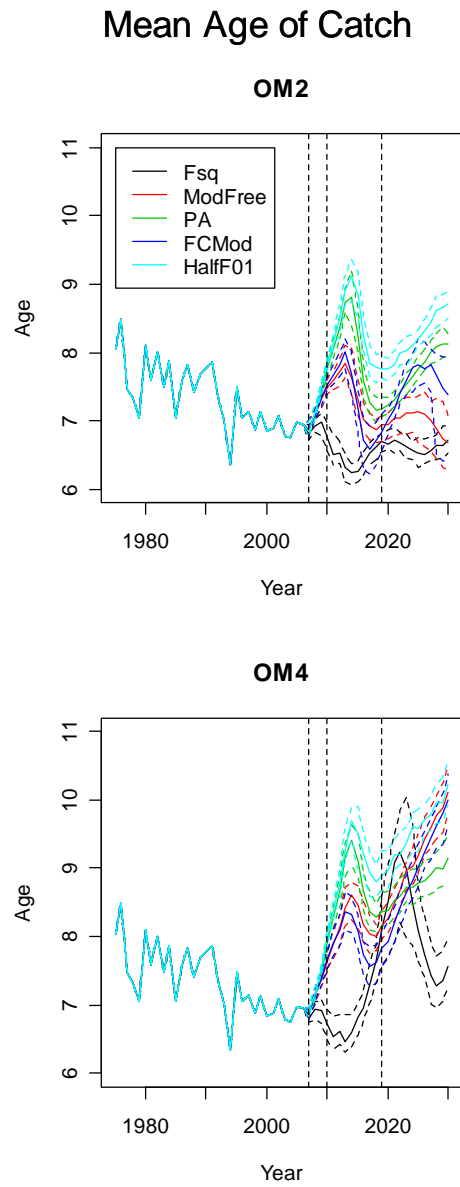 Mean Age of Catch
OM2
11
10
9
8
7
6
Age
Fsq
ModFree
PA
FCMod
HalfF01
1980
2000
2020
Year
OM4
11
10
9
8
7
6
Age
1980
2000
2020
Year